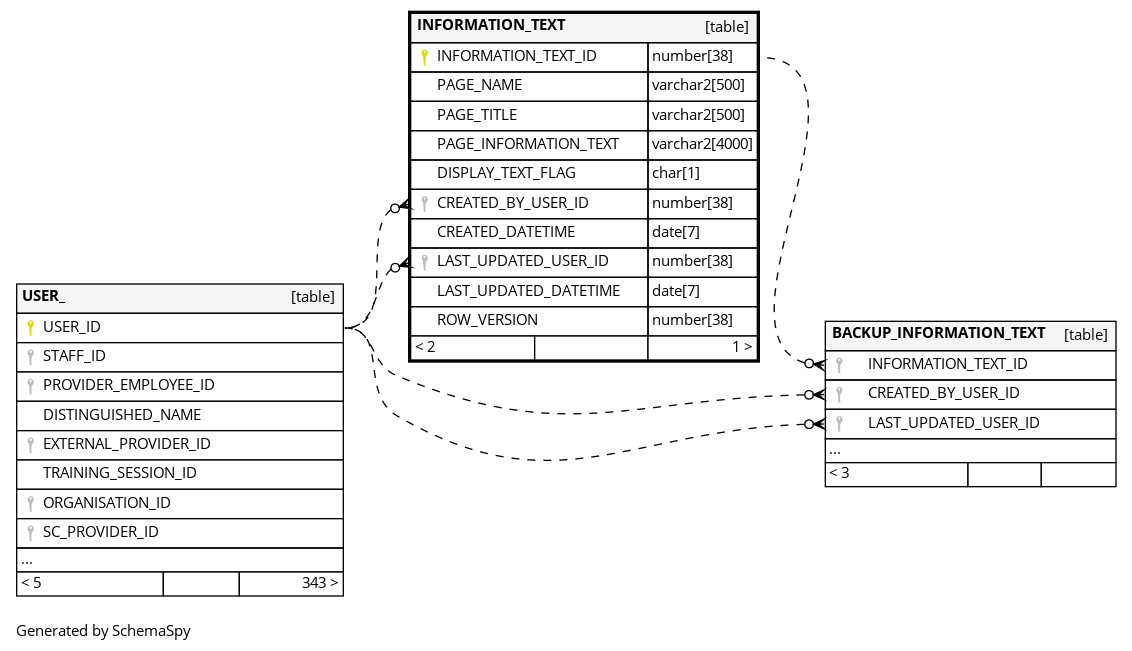 INFORMATION_TEXT [table]
INFORMATION_TEXT_ID number[38]
PAGE_NAME varchar2[500]
PAGE_TITLE varchar2[500]
PAGE_INFORMATION_TEXT varchar2[4000]
DISPLAY_TEXT_FLAG char[1]
CREATED_BY_USER_ID number[38]
CREATED_DATETIME date[7]
LAST_UPDATED_USER_ID number[38]
LAST_UPDATED_DATETIME date[7]
ROW_VERSION number[38]
< 2 1 >
USER_ [table]
USER_ID
STAFF_ID
PROVIDER_EMPLOYEE_ID
DISTINGUISHED_NAME
EXTERNAL_PROVIDER_ID
TRAINING_SESSION_ID
ORGANISATION_ID
SC_PROVIDER_ID
...
< 5 343 >
BACKUP_INFORMATION_TEXT [table]
INFORMATION_TEXT_ID
CREATED_BY_USER_ID
LAST_UPDATED_USER_ID
...
< 3
Generated by SchemaSpy